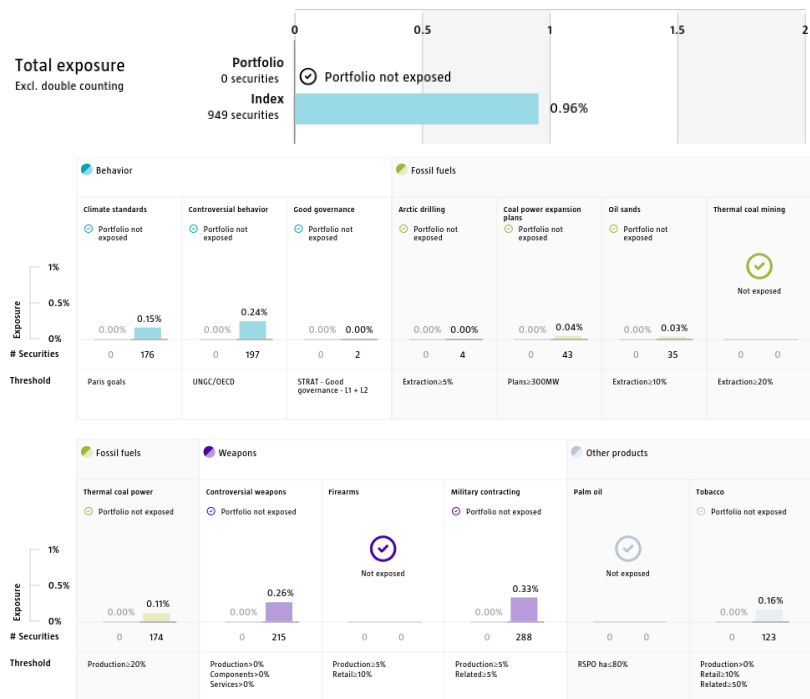 0 0.5 1 1.5 2
Total exposure
Excl. double counting
Portfolio
0 securities
Portfolio not exposed
Index
949 securities
0.96%
Behavior Fossil fuels
Climate standards Controversial behavior Good governance Arctic drilling Coal power expansion plans Oil sands Thermal coal mining
Portfolio not exposed Portfolio not exposed Portfolio not exposed Portfolio not exposed Portfolio not exposed Portfolio not exposed
Not exposed
Exposure
1%
0.5%
0%
0.00% 0.15% 0.00% 0.24% 0.00% 0.00% 0.00% 0.00% 0.00% 0.04% 0.00% 0.03%
# Securities 0 176 0 197 0 2 0 4 0 43 0 35 0 0
Threshold Paris goals UNGC/OECD STRAT - Good governance - L1 + L2 Extraction≥5% Plans≥300MW Extraction≥10% Extraction≥20%
Fossil fuels Weapons Other products
Thermal coal power Controversial weapons Firearms Military contracting Palm oil Tobacco
Portfolio not exposed Portfolio not exposed Portfolio not exposed Portfolio not exposed
Not exposed Not exposed
Exposure
1%
0.5%
0%
0.00% 0.11% 0.00% 0.26% 0.00% 0.33% 0.00% 0.16%
# Securities 0 174 0 215 0 0 0 288 0 0 0 123
Threshold Production≥20% Production>0% Production≥5% Production≥5% RSPO ha≤80% Production>0%
Components>0% Retail≥10% Related≥5% Retail≥10%
Services>0% Related≥50%